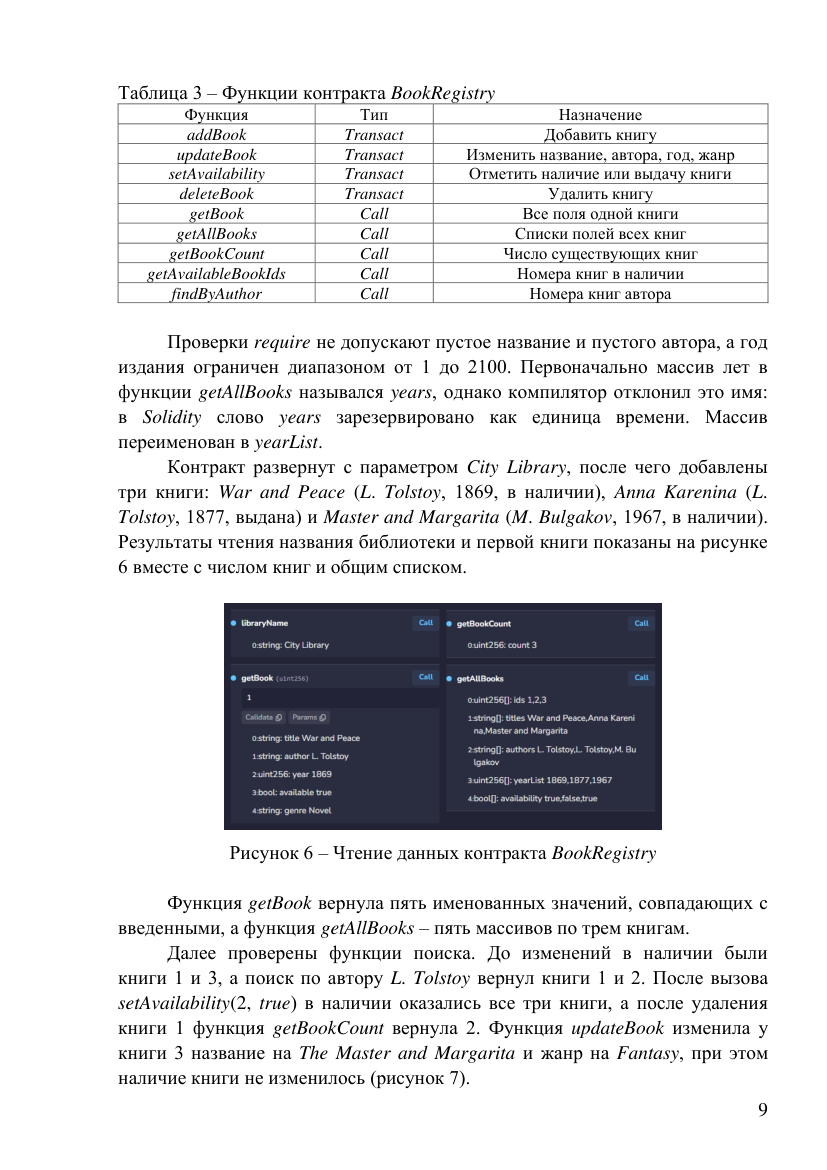 Таблица 3 – Функции контракта BookRegistry
Функция Тип Назначение
addBook Transact Добавить книгу
updateBook Transact Изменить название, автора, год, жанр
setAvailability Transact Отметить наличие или выдачу книги
deleteBook Transact Удалить книгу
getBook Call Все поля одной книги
getAllBooks Call Списки полей всех книг
getBookCount Call Число существующих книг
getAvailableBookIds Call Номера книг в наличии
findByAuthor Call Номера книг автора
Проверки require не допускают пустое название и пустого автора, а год
издания ограничен диапазоном от 1 до 2100. Первоначально массив лет в
функции getAllBooks назывался years, однако компилятор отклонил это имя:
в Solidity слово years зарезервировано как единица времени. Массив
переименован в yearList.
Контракт развернут с параметром City Library, после чего добавлены
три книги: War and Peace (L. Tolstoy, 1869, в наличии), Anna Karenina (L.
Tolstoy, 1877, выдана) и Master and Margarita (M. Bulgakov, 1967, в наличии).
Результаты чтения названия библиотеки и первой книги показаны на рисунке
6 вместе с числом книг и общим списком.
libraryName Call
0:string: City Library
getBook (uint256) Call
1
Calldata Params
0:string: title War and Peace
1:string: author L. Tolstoy
2:uint256: year 1869
3:bool: available true
4:string: genre Novel
getBookCount Call
0:uint256: count 3
getAllBooks Call
0:uint256[]: ids 1,2,3
1:string[]: titles War and Peace,Anna Kareni
na,Master and Margarita
2:string[]: authors L. Tolstoy,L. Tolstoy,M. Bu
lgakov
3:uint256[]: yearList 1869,1877,1967
4:bool[]: availability true,false,true
Рисунок 6 – Чтение данных контракта BookRegistry
Функция getBook вернула пять именованных значений, совпадающих с
введенными, а функция getAllBooks – пять массивов по трем книгам.
Далее проверены функции поиска. До изменений в наличии были
книги 1 и 3, а поиск по автору L. Tolstoy вернул книги 1 и 2. После вызова
setAvailability(2, true) в наличии оказались все три книги, а после удаления
книги 1 функция getBookCount вернула 2. Функция updateBook изменила у
книги 3 название на The Master and Margarita и жанр на Fantasy, при этом
наличие книги не изменилось (рисунок 7).
9